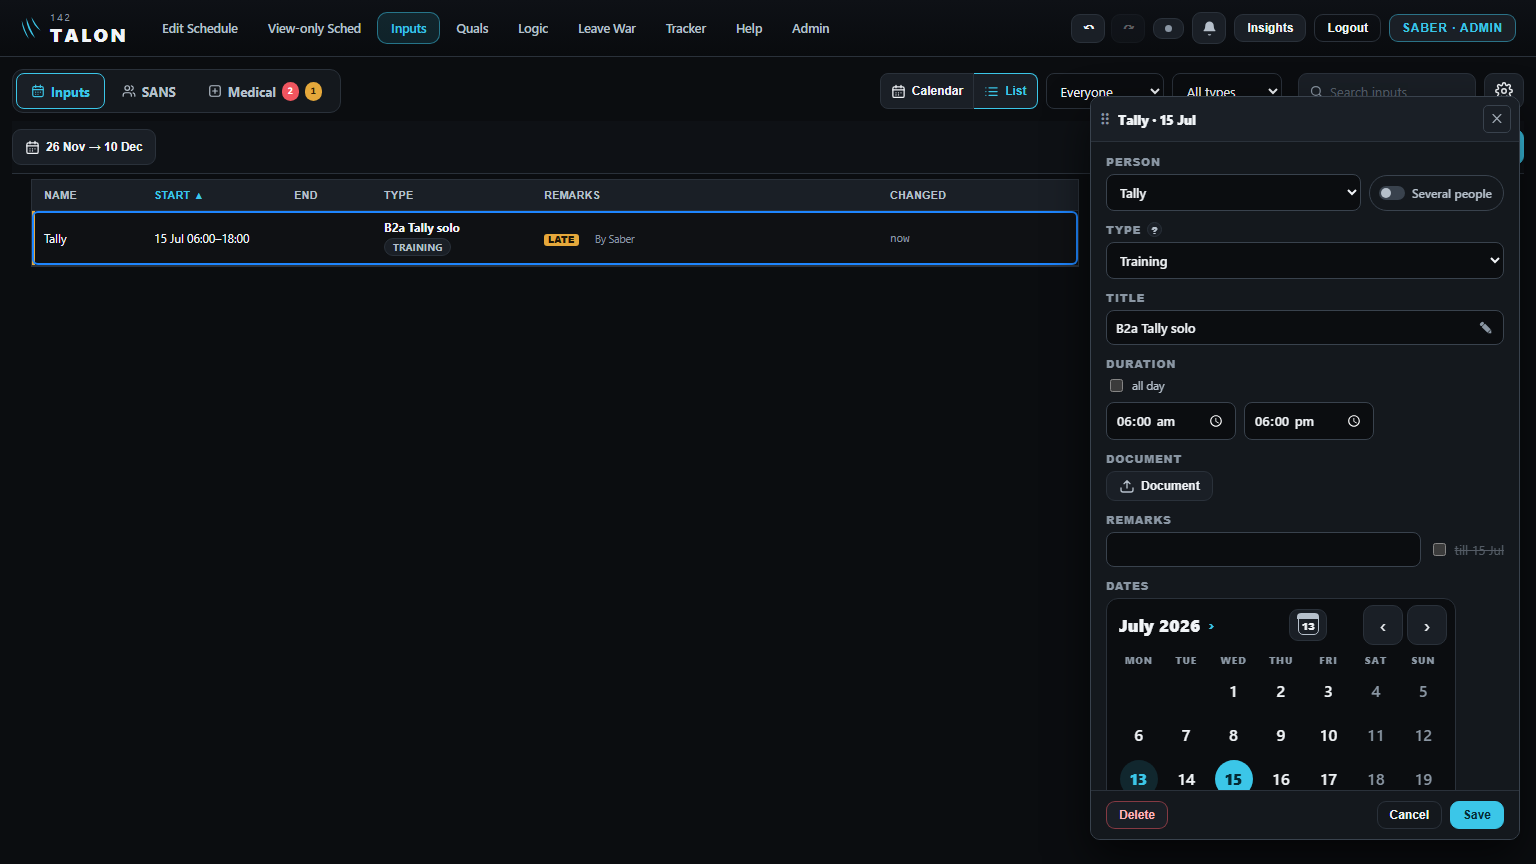 142
TALON
Edit Schedule
View-only Sched
Inputs
Quals
Logic
Leave War
Tracker
Help
Admin
Insights
Logout
SABER · ADMIN
Inputs
SANS
Medical 2 1
Calendar
List
Everyone
All types
Search inputs
26 Nov → 10 Dec
NAME START ▲ END TYPE REMARKS CHANGED
Tally 15 Jul 06:00–18:00 B2a Tally solo
TRAINING
LATE By Saber now
Tally · 15 Jul
PERSON
Tally
Several people
TYPE ?
Training
TITLE
B2a Tally solo
DURATION
all day
06:00 am 06:00 pm
DOCUMENT
Document
REMARKS
till 15 Jul
DATES
July 2026 › 13 ‹ ›
MON TUE WED THU FRI SAT SUN
1 2 3 4 5
6 7 8 9 10 11 12
13 14 15 16 17 18 19
Delete
Cancel
Save